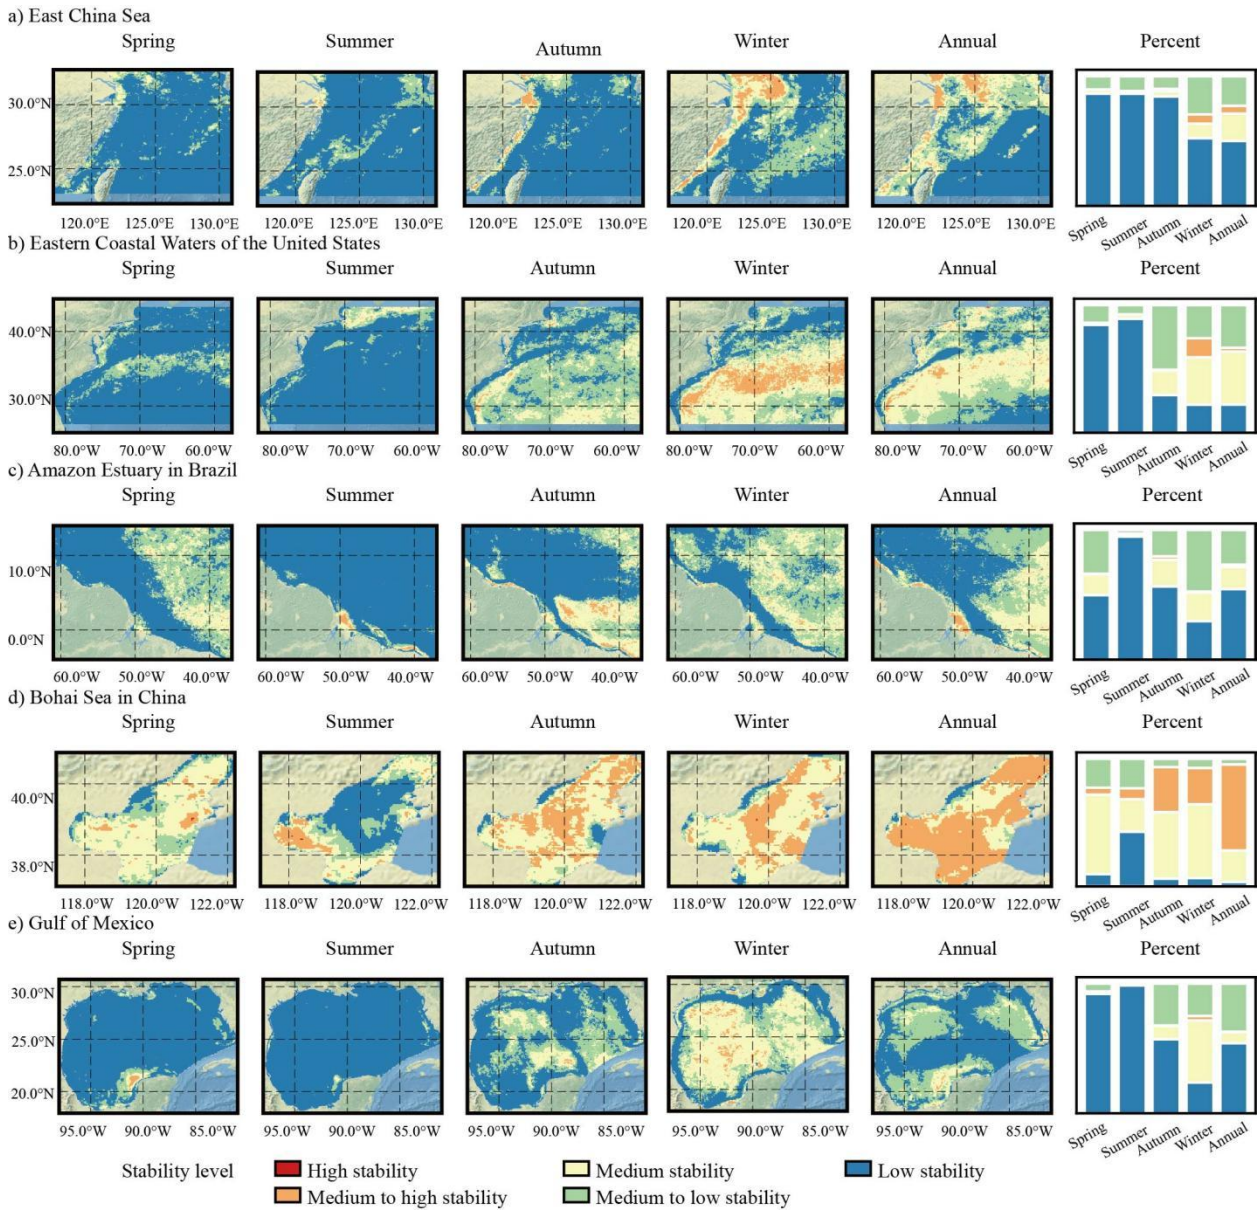 a) East China Sea
Spring Summer Autumn Winter Annual Percent
30.0°N
25.0°N
120.0°E 125.0°E 130.0°E 120.0°E 125.0°E 130.0°E 120.0°E 125.0°E 130.0°E 120.0°E 125.0°E 130.0°E 120.0°E 125.0°E 130.0°E
Spring Summer Autumn Winter Annual
b) Eastern Coastal Waters of the United States
Spring Summer Autumn Winter Annual Percent
40.0°N
30.0°N
80.0°W 70.0°W 60.0°W 80.0°W 70.0°W 60.0°W 80.0°W 70.0°W 60.0°W 80.0°W 70.0°W 60.0°W 80.0°W 70.0°W 60.0°W
Spring Summer Autumn Winter Annual
c) Amazon Estuary in Brazil
Spring Summer Autumn Winter Annual Percent
10.0°N
0.0°N
60.0°W 50.0°W 40.0°W 60.0°W 50.0°W 40.0°W 60.0°W 50.0°W 40.0°W 60.0°W 50.0°W 40.0°W 60.0°W 50.0°W 40.0°W
Spring Summer Autumn Winter Annual
d) Bohai Sea in China
Spring Summer Autumn Winter Annual Percent
40.0°N
38.0°N
118.0°W 120.0°W 122.0°W 118.0°W 120.0°W 122.0°W 118.0°W 120.0°W 122.0°W 118.0°W 120.0°W 122.0°W 118.0°W 120.0°W 122.0°W
Spring Summer Autumn Winter Annual
e) Gulf of Mexico
Spring Summer Autumn Winter Annual Percent
30.0°N
25.0°N
20.0°N
95.0°W 90.0°W 85.0°W 95.0°W 90.0°W 85.0°W 95.0°W 90.0°W 85.0°W 95.0°W 90.0°W 85.0°W 95.0°W 90.0°W 85.0°W
Spring Summer Autumn Winter Annual
Stability level High stability Medium stability Low stability
Medium to high stability Medium to low stability